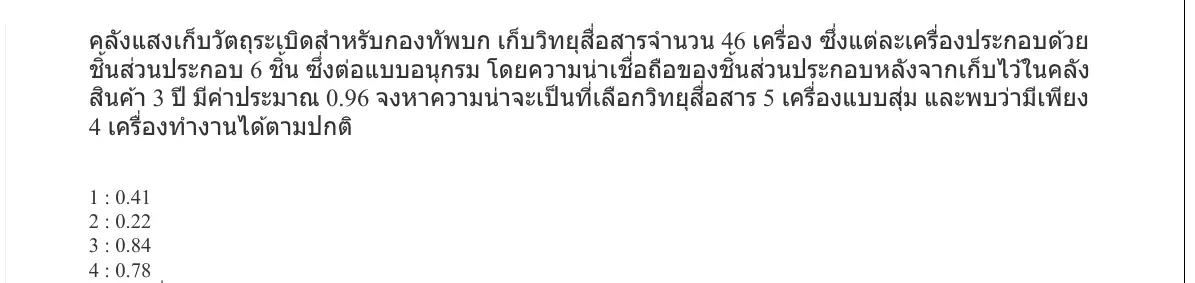 คลังแสงเก็บวัตถุระเบิดสำหรับกองทัพบก เก็บวิทยุสื่อสารจำนวน 46 เครื่อง ซึ่งแต่ละเครื่องประกอบด้วย
ชิ้นส่วนประกอบ 6 ชิ้น ซึ่งต่อแบบอนุกรม โดยความน่าเชื่อถือของชิ้นส่วนประกอบหลังจากเก็บไว้ในคลัง
สินค้า 3 ปี มีค่าประมาณ 0.96 จงหาความน่าจะเป็นที่เลือกวิทยุสื่อสาร 5 เครื่องแบบสุ่ม และพบว่ามีเพียง
4 เครื่องทำงานได้ตามปกติ
1 : 0.41
2 : 0.22
3 : 0.84
4 : 0.78